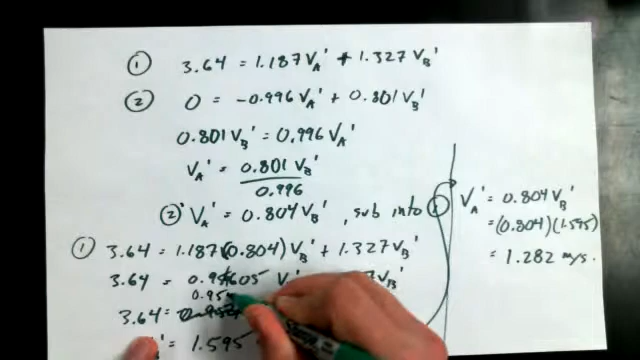 ① 3.64 = 1.187 V_A' + 1.327 V_B'
② 0 = -0.996 V_A' + 0.801 V_B'
0.801 V_B' = 0.996 V_A'
V_A' = 0.801 V_B' / 0.996
②' V_A' = 0.804 V_B' , sub into ①
① 3.64 = 1.187 (0.804) V_B' + 1.327 V_B'
3.64 =
0.95
3.64 =
= 1.595
V_A' = 0.804 V_B'
= (0.804)(1.595)
= 1.282 m/s.